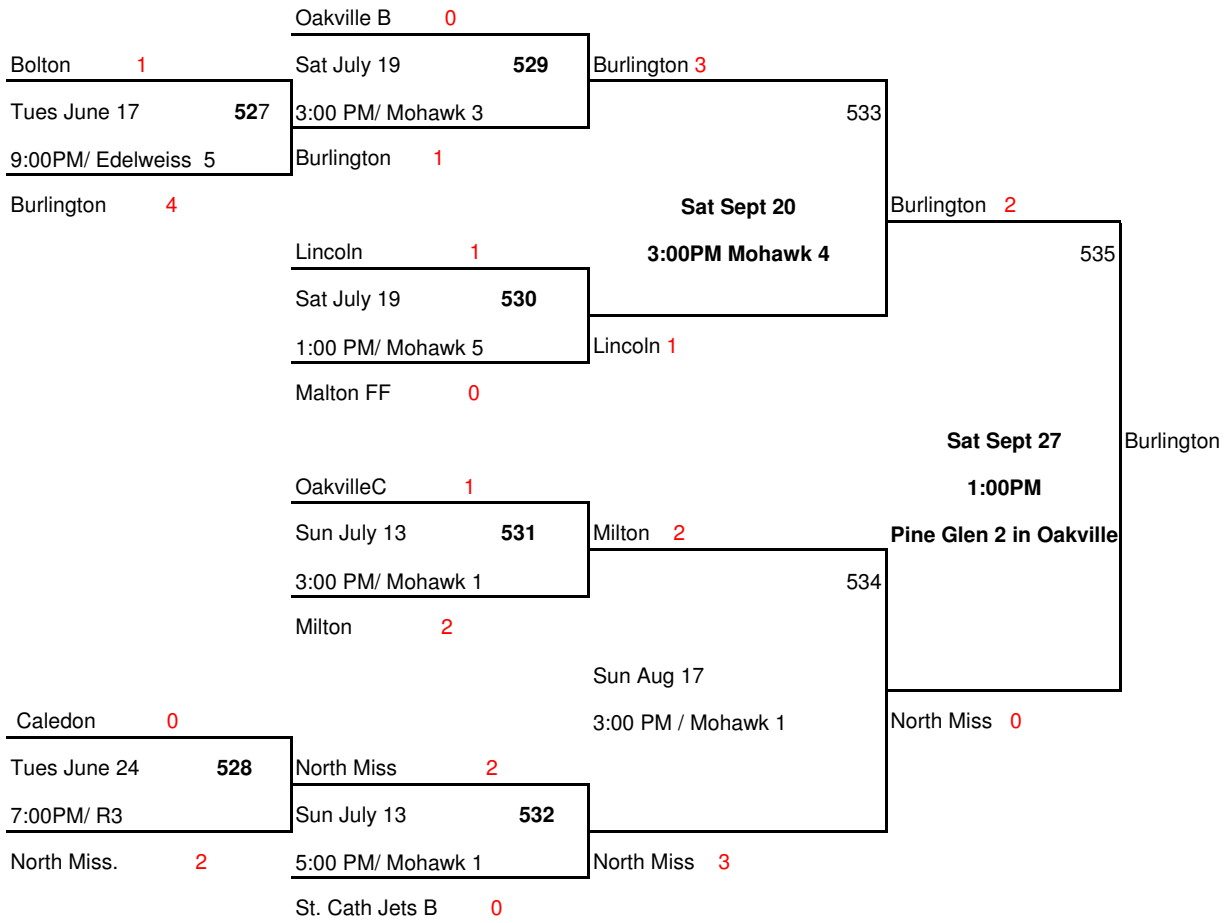 Oakville B 0
Bolton 1
Sat July 19 529
Burlington 3
Tues June 17 527
3:00 PM/ Mohawk 3
533
9:00PM/ Edelweiss 5
Burlington 1
Burlington 4
Sat Sept 20
Burlington 2
Lincoln 1
3:00PM Mohawk 4
535
Sat July 19 530
1:00 PM/ Mohawk 5
Lincoln 1
Malton FF 0
Sat Sept 27
Burlington
OakvilleC 1
1:00PM
Sun July 13 531
Milton 2
Pine Glen 2 in Oakville
3:00 PM/ Mohawk 1
534
Milton 2
Sun Aug 17
Caledon 0
3:00 PM / Mohawk 1
North Miss 0
Tues June 24 528
North Miss 2
7:00PM/ R3
Sun July 13 532
North Miss. 2
5:00 PM/ Mohawk 1
North Miss 3
St. Cath Jets B 0